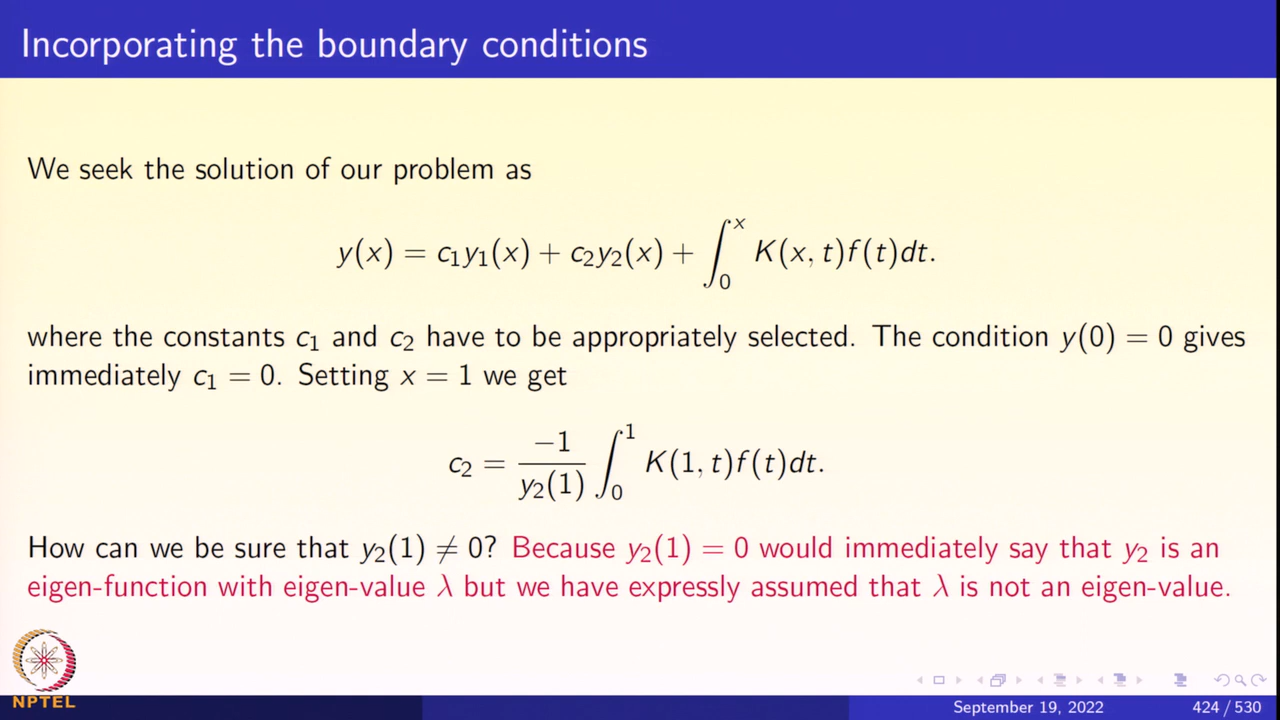 Incorporating the boundary conditions
We seek the solution of our problem as
y(x) = c₁y₁(x) + c₂y₂(x) + ∫₀ˣ K(x, t)f(t)dt.
where the constants c₁ and c₂ have to be appropriately selected. The condition y(0) = 0 gives
immediately c₁ = 0. Setting x = 1 we get
c₂ = −1/y₂(1) ∫₀¹ K(1, t)f(t)dt.
How can we be sure that y₂(1) ≠ 0? Because y₂(1) = 0 would immediately say that y₂ is an
eigen-function with eigen-value λ but we have expressly assumed that λ is not an eigen-value.
NPTEL
September 19, 2022 424 / 530